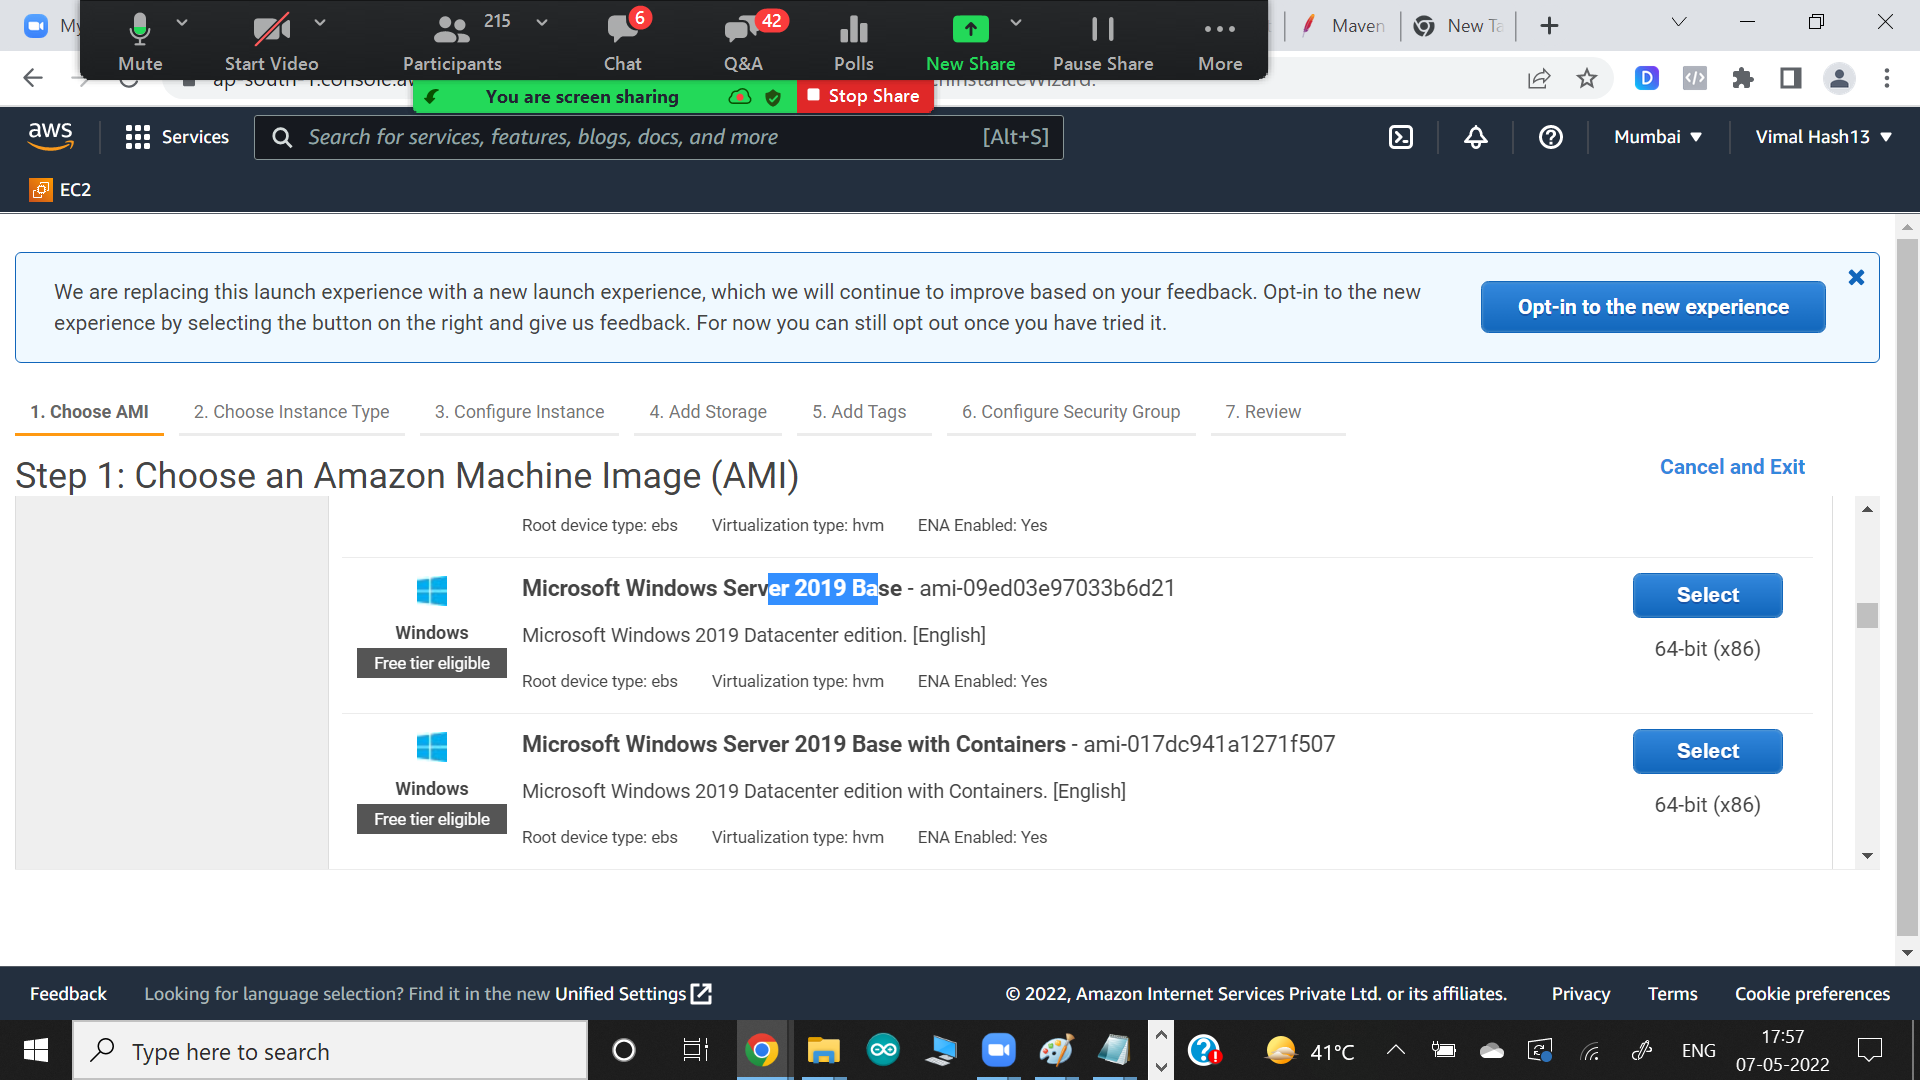 My
Mute
Start Video
Participants
215
Chat
6
Q&A
42
Polls
New Share
Pause Share
More
Maven
New Ta
You are screen sharing
Stop Share
aws
Services
Search for services, features, blogs, docs, and more
[Alt+S]
Mumbai
Vimal Hash13
EC2
We are replacing this launch experience with a new launch experience, which we will continue to improve based on your feedback. Opt-in to the new
experience by selecting the button on the right and give us feedback. For now you can still opt out once you have tried it.
Opt-in to the new experience
1. Choose AMI
2. Choose Instance Type
3. Configure Instance
4. Add Storage
5. Add Tags
6. Configure Security Group
7. Review
Step 1: Choose an Amazon Machine Image (AMI)
Cancel and Exit
Root device type: ebs
Virtualization type: hvm
ENA Enabled: Yes
Windows
Free tier eligible
Microsoft Windows Server 2019 Base - ami-09ed03e97033b6d21
Microsoft Windows 2019 Datacenter edition. [English]
Root device type: ebs
Virtualization type: hvm
ENA Enabled: Yes
Select
64-bit (x86)
Windows
Free tier eligible
Microsoft Windows Server 2019 Base with Containers - ami-017dc941a1271f507
Microsoft Windows 2019 Datacenter edition with Containers. [English]
Root device type: ebs
Virtualization type: hvm
ENA Enabled: Yes
Select
64-bit (x86)
Feedback
Looking for language selection? Find it in the new Unified Settings
© 2022, Amazon Internet Services Private Ltd. or its affiliates.
Privacy
Terms
Cookie preferences
Type here to search
41°C
ENG
17:57
07-05-2022